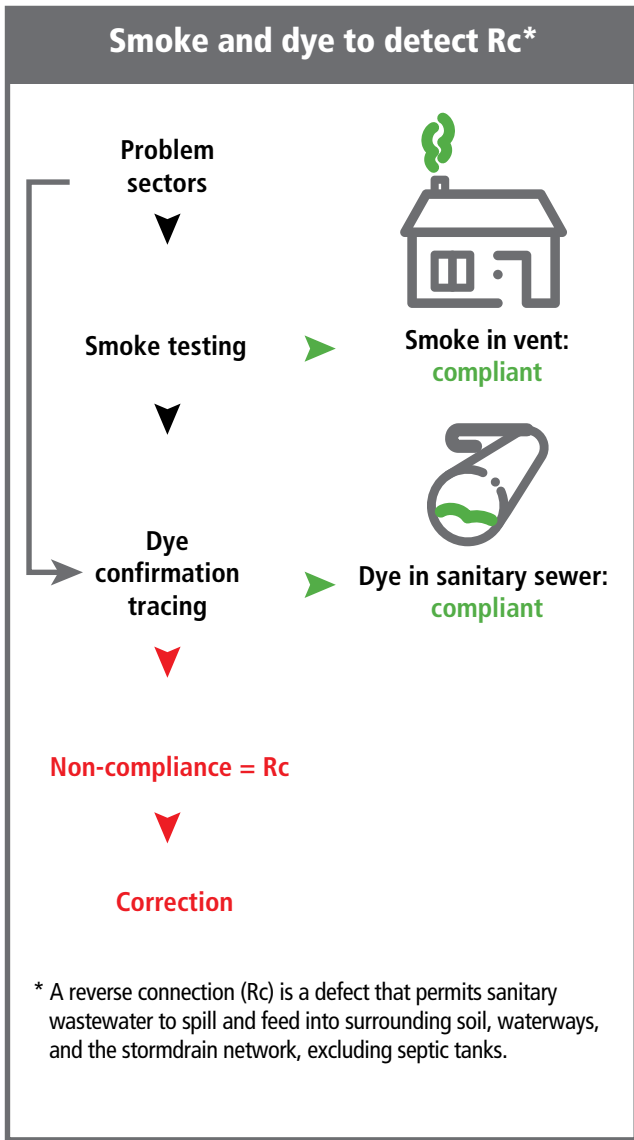 Smoke and dye to detect Rc*
Problem
sectors
Smoke testing
Smoke in vent:
compliant
Dye
confirmation
tracing
Dye in sanitary sewer:
compliant
Non-compliance = Rc
Correction
* A reverse connection (Rc) is a defect that permits sanitary
wastewater to spill and feed into surrounding soil, waterways,
and the stormdrain network, excluding septic tanks.